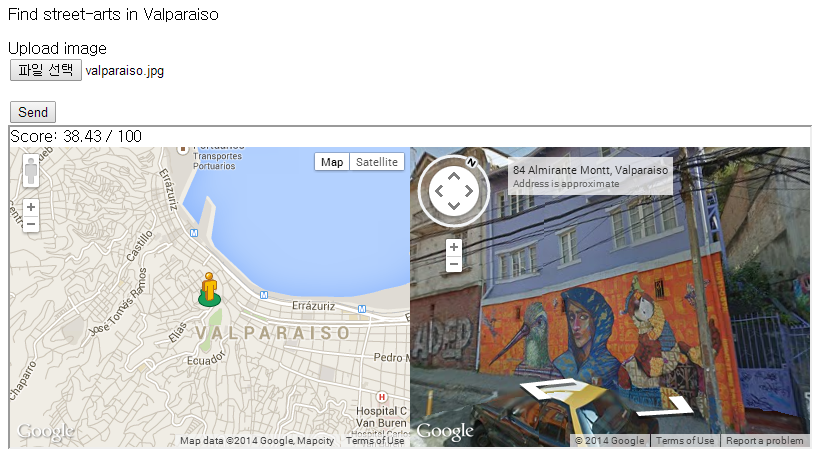 Find street-arts in Valparaiso
Upload image
파일 선택 valparaiso.jpg
Send
Score: 38.43 / 100
Transportes
Portuarios
Map Satellite
Errázuriz
Castillo
M
José Tomás Ramos
Elias
M
Errázuriz
M
VALPARAISO
Ecuador
Pedro M
Chaparro
H
Hospital C
Van Buren
Google
Map data ©2014 Google, Mapcity Terms of Use
N
84 Almirante Montt, Valparaiso
Address is approximate
+
−
Google
© 2014 Google Terms of Use Report a problem